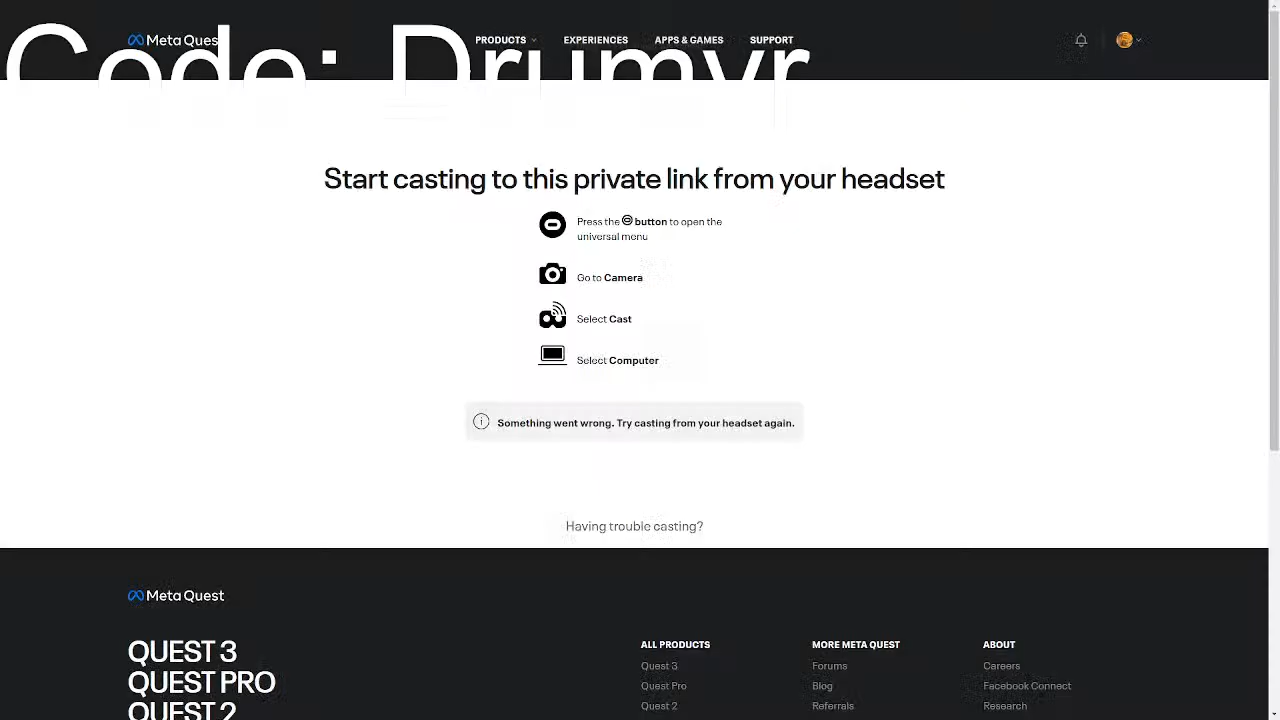 Code: Drumvr
Meta Quest
PRODUCTS
EXPERIENCES
APPS & GAMES
SUPPORT
Start casting to this private link from your headset
Press the button to open the
universal menu
Go to Camera
Select Cast
Select Computer
Something went wrong. Try casting from your headset again.
Having trouble casting?
Meta Quest
QUEST 3
QUEST PRO
QUEST 2
ALL PRODUCTS
Quest 3
Quest Pro
Quest 2
MORE META QUEST
Forums
Blog
Referrals
ABOUT
Careers
Facebook Connect
Research